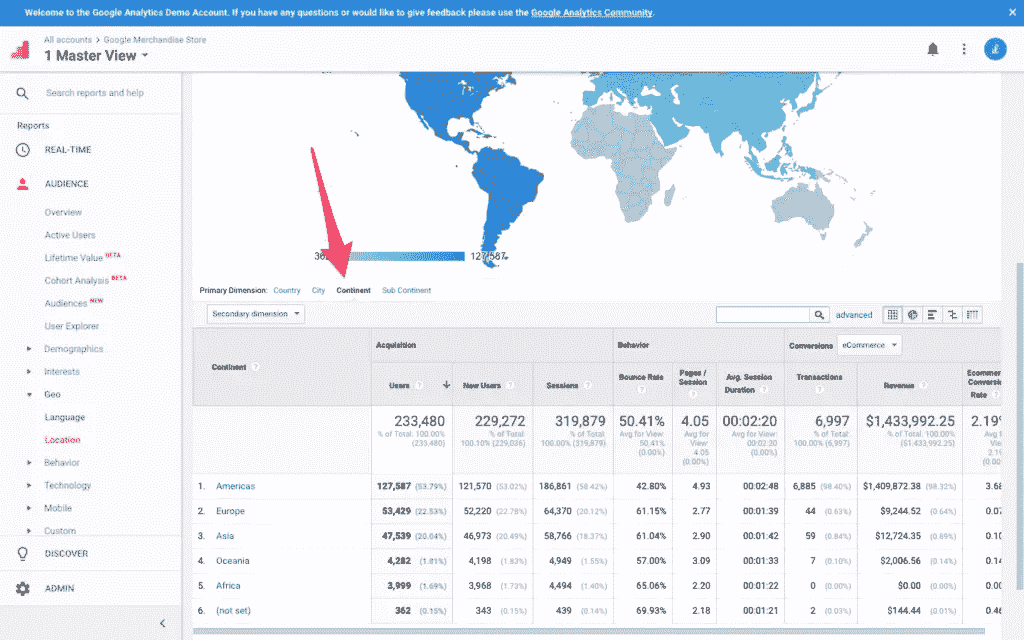 Welcome to the Google Analytics Demo Account. If you have any questions or would like to give feedback please use the Google Analytics Community.
All accounts > Google Merchandise Store
1 Master View
Search reports and help
Reports
REAL-TIME
AUDIENCE
Overview
Active Users
Lifetime Value BETA
Cohort Analysis BETA
Audiences NEW
User Explorer
Demographics
Interests
Geo
Language
Location
Behavior
Technology
Mobile
Custom
DISCOVER
ADMIN
127,587
Primary Dimension: Country City Continent Sub Continent
Secondary dimension
advanced
Acquisition Behavior Conversions eCommerce
Continent Users New Users Sessions Bounce Rate Pages / Session Avg. Session Duration Transactions Revenue Ecommer Conversi Rate
233,480 229,272 319,879 50.41% 4.05 00:02:20 6,997 $1,433,992.25 2.19%
% of Total: 100.00% (233,480) % of Total: 100.10% (229,036) % of Total: 100.00% (319,879) Avg for View: 50.41% (0.00%) Avg for View: 4.05 (0.00%) Avg for View: 00:02:20 (0.00%) % of Total: 100.00% (6,997) % of Total: 100.00% ($1,433,992.25)
1. Americas 127,587 (53.79%) 121,570 (53.02%) 186,861 (58.42%) 42.80% 4.93 00:02:48 6,885 (98.40%) $1,409,872.38 (98.32%) 3.68
2. Europe 53,429 (22.53%) 52,220 (22.78%) 64,370 (20.12%) 61.15% 2.77 00:01:39 44 (0.63%) $9,244.52 (0.64%) 0.07
3. Asia 47,539 (20.04%) 46,973 (20.49%) 58,766 (18.37%) 61.04% 2.90 00:01:42 59 (0.84%) $12,724.35 (0.89%) 0.10
4. Oceania 4,282 (1.81%) 4,198 (1.83%) 4,949 (1.55%) 57.00% 3.09 00:01:33 7 (0.10%) $2,006.56 (0.14%) 0.14
5. Africa 3,999 (1.69%) 3,968 (1.73%) 4,494 (1.40%) 65.06% 2.20 00:01:22 0 (0.00%) $0.00 (0.00%) 0.00
6. (not set) 362 (0.15%) 343 (0.15%) 439 (0.14%) 69.93% 2.18 00:01:21 2 (0.03%) $144.44 (0.01%) 0.46